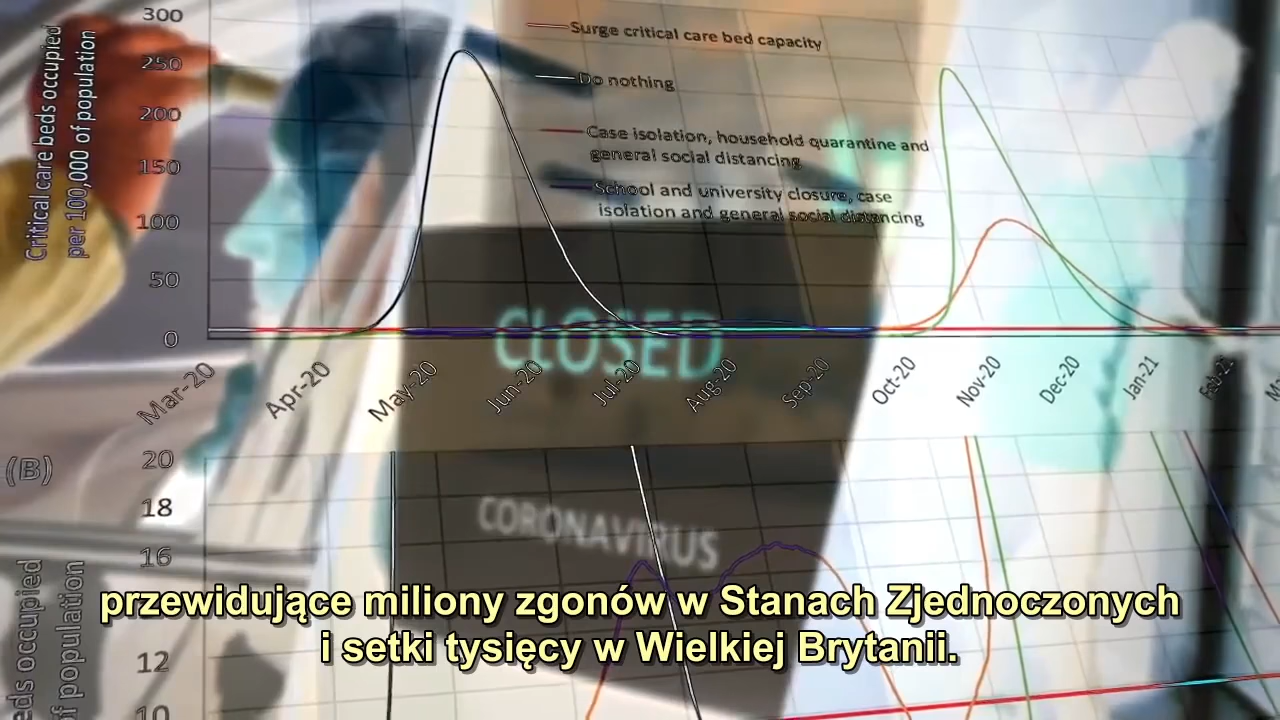 300
250
200
150
100
50
0
Critical care beds occupied
per 100,000 of population
Surge critical care bed capacity
Do nothing
Case isolation, household quarantine and
general social distancing
School and university closure, case
isolation and general social distancing
CLOSED
Mar-20
Apr-20
May-20
Jun-20
Jul-20
Aug-20
Sep-20
Oct-20
Nov-20
Dec-20
Jan-21
Feb-21
(B)
20
18
16
12
10
CORONAVIRUS
eds occupied
of population
przewidujące miliony zgonów w Stanach Zjednoczonych
i setki tysięcy w Wielkiej Brytanii.